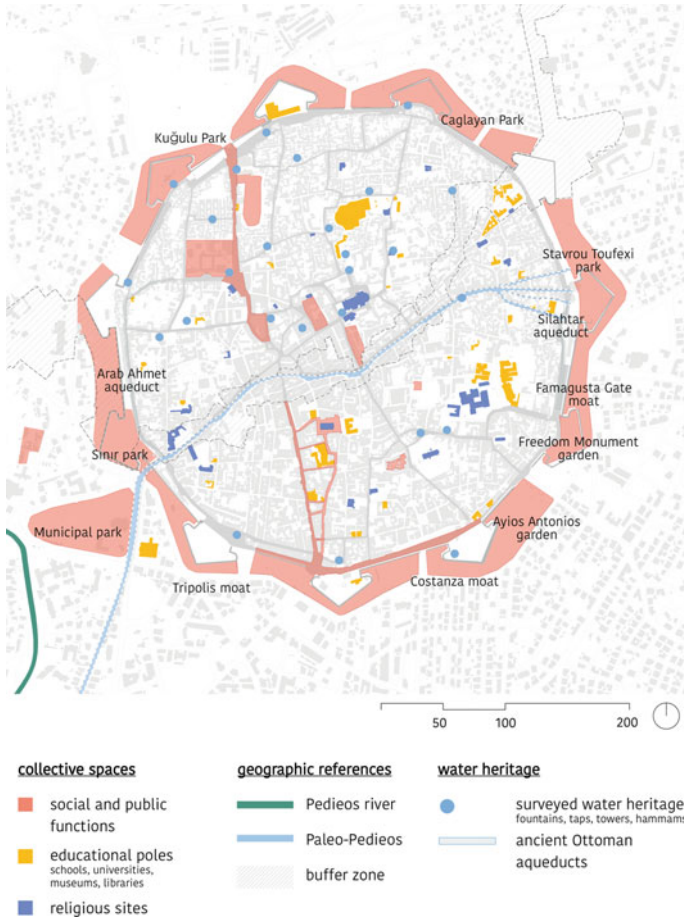 Caglayan Park
Kuğulu Park
Stavrou Toufexi
park
Silahtar
aqueduct
Arab Ahmet
aqueduct
Famagusta Gate
moat
Freedom Monument
garden
Sınır park
Municipal park
Ayios Antonios
garden
Tripolis moat
Costanza moat
50 100 200
collective spaces
social and public
functions
educational poles
schools, universities,
museums, libraries
religious sites
geographic references
Pedieos river
Paleo-Pedieos
buffer zone
water heritage
surveyed water heritage
fountains, taps, towers, hammams
ancient Ottoman
aqueducts